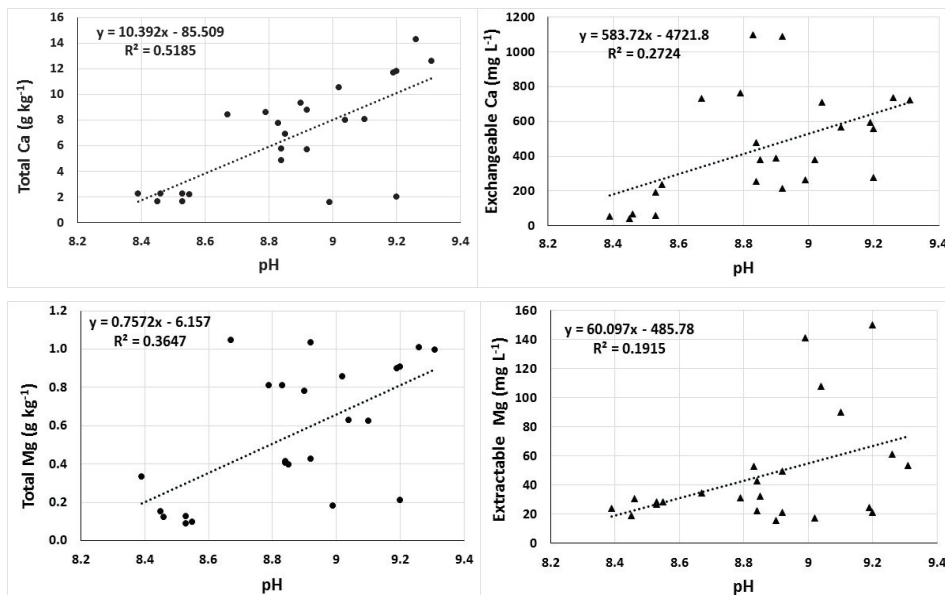 y = 10.392x - 85.509
R² = 0.5185
Total Ca (g kg⁻¹)
16
14
12
10
8
6
4
2
0
8.2 8.4 8.6 8.8 9 9.2 9.4
pH
y = 583.72x - 4721.8
R² = 0.2724
Exchangeable Ca (mg L⁻¹)
1200
1000
800
600
400
200
0
8.2 8.4 8.6 8.8 9 9.2 9.4
pH
y = 0.7572x - 6.157
R² = 0.3647
Total Mg (g kg⁻¹)
1.2
1.0
0.8
0.6
0.4
0.2
0.0
8.2 8.4 8.6 8.8 9 9.2 9.4
pH
y = 60.097x - 485.78
R² = 0.1915
Extractable Mg (mg L⁻¹)
160
140
120
100
80
60
40
20
0
8.2 8.4 8.6 8.8 9 9.2 9.4
pH